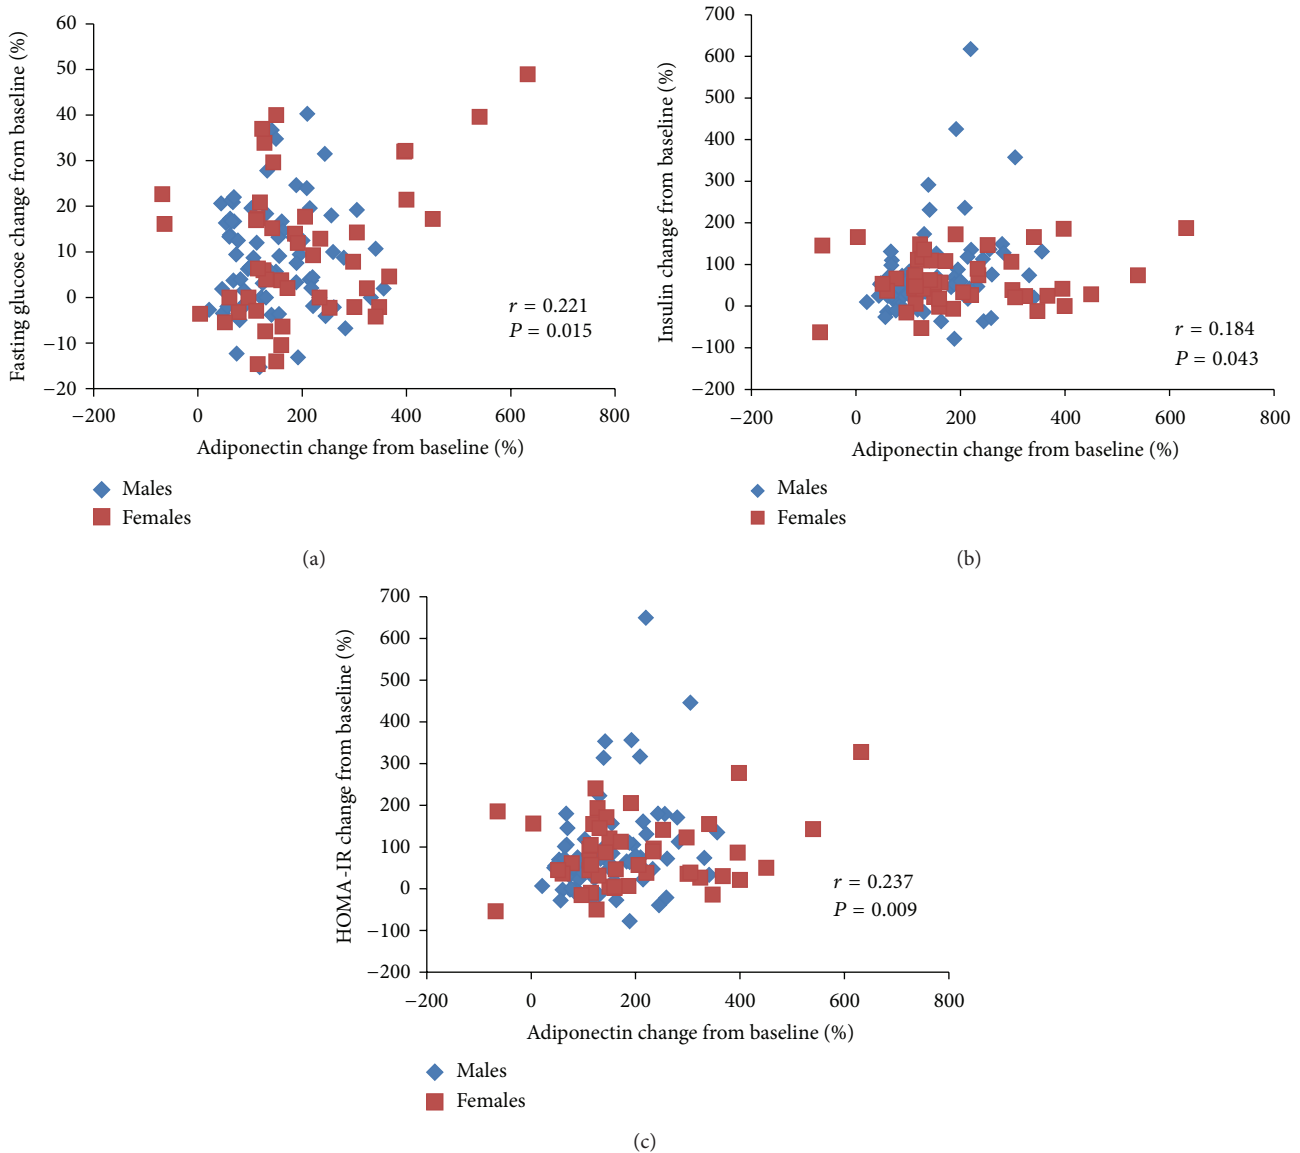 Fasting glucose change from baseline (%)
60
50
40
30
20
10
0
−10
−20
−200
0
200
400
600
800
Adiponectin change from baseline (%)
r = 0.221
P = 0.015
Males
Females
(a)
Insulin change from baseline (%)
700
600
500
400
300
200
100
0
−100
−200
−200
0
200
400
600
800
Adiponectin change from baseline (%)
r = 0.184
P = 0.043
Males
Females
(b)
HOMA-IR change from baseline (%)
700
600
500
400
300
200
100
0
−100
−200
−200
0
200
400
600
800
Adiponectin change from baseline (%)
r = 0.237
P = 0.009
Males
Females
(c)